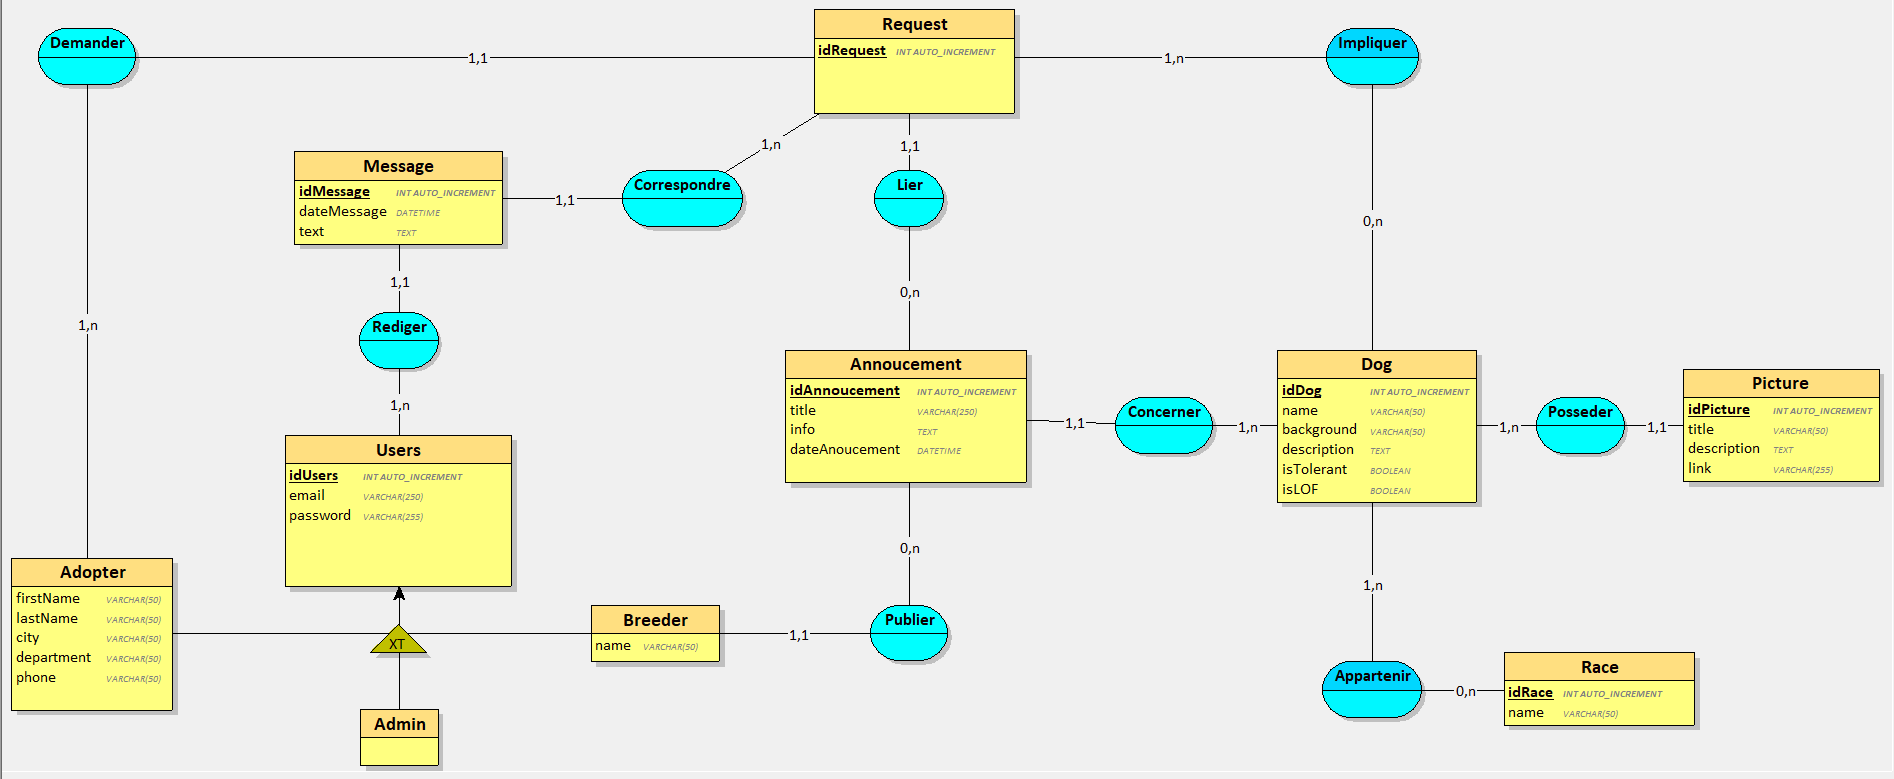 Demander
1,1
Request
idRequest INT AUTO_INCREMENT
1,n
Impliquer
1,n
1,1
Message
idMessage INT AUTO_INCREMENT
dateMessage DATETIME
text TEXT
1,1
Correspondre
Lier
0,n
1,1
0,n
1,n
Rediger
1,n
Annoucement
idAnnoucement INT AUTO_INCREMENT
title VARCHAR(250)
info TEXT
dateAnoucement DATETIME
1,1
Concerner
1,n
Dog
idDog INT AUTO_INCREMENT
name VARCHAR(50)
background VARCHAR(50)
description TEXT
isTolerant BOOLEAN
isLOF BOOLEAN
1,n
Posseder
1,1
Picture
idPicture INT AUTO_INCREMENT
title VARCHAR(50)
description TEXT
link VARCHAR(255)
Users
idUsers INT AUTO_INCREMENT
email VARCHAR(250)
password VARCHAR(255)
0,n
1,n
Adopter
firstName VARCHAR(50)
lastName VARCHAR(50)
city VARCHAR(50)
department VARCHAR(50)
phone VARCHAR(50)
XT
Breeder
name VARCHAR(50)
1,1
Publier
Appartenir
0,n
Race
idRace INT AUTO_INCREMENT
name VARCHAR(50)
Admin